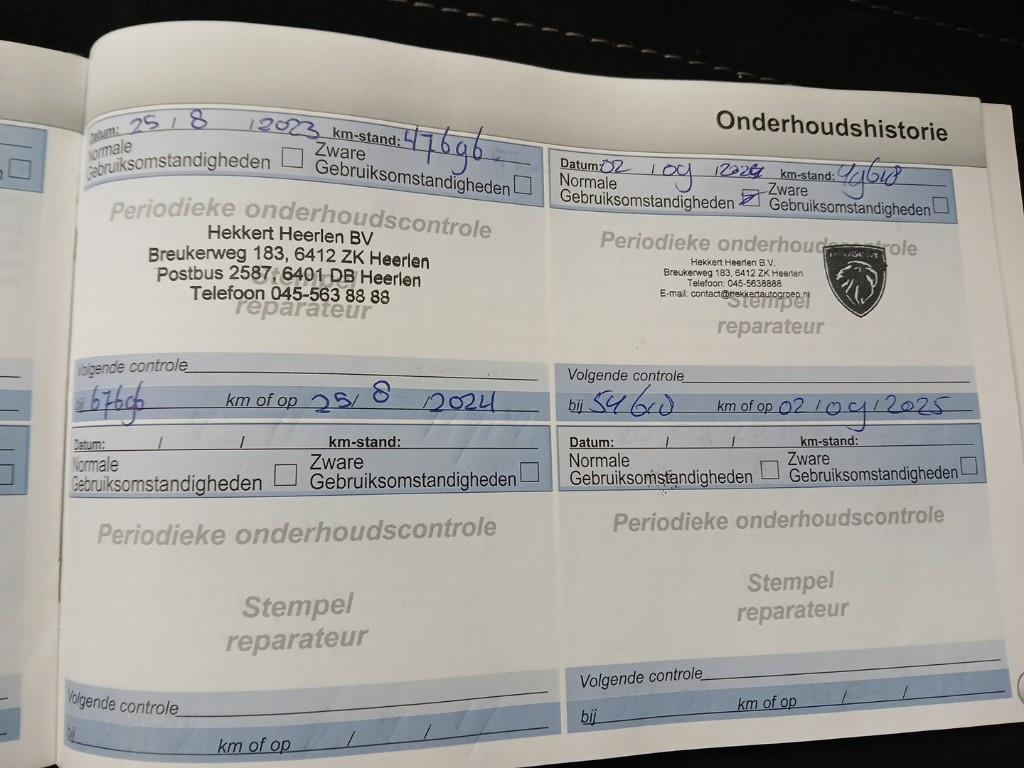 Onderhoudshistorie
Datum: 25 / 8 / 2023 km-stand: 47696
Normale
Gebruiksomstandigheden
Zware
Gebruiksomstandigheden
Periodieke onderhoudscontrole
Hekkert Heerlen BV
Breukerweg 183, 6412 ZK Heerlen
Postbus 2587, 6401 DB Heerlen
Telefoon 045-563 88 88
Stempel
reparateur
Volgende controle
bij 67696 km of op 25 / 8 / 2024
Datum: 02 / 09 / 2024 km-stand:
Normale
Gebruiksomstandigheden
Zware
Gebruiksomstandigheden
Periodieke onderhoudscontrole
Hekkert Heerlen B.V.
Breukerweg 183, 6412 ZK Heerlen
Telefoon: 045-5638888
E-mail: contact@hekkertautogroep.nl
PEUGEOT
Stempel
reparateur
Volgende controle
bij km of op 02 / 09 / 2025
Datum: / / km-stand:
Normale
Gebruiksomstandigheden
Zware
Gebruiksomstandigheden
Periodieke onderhoudscontrole
Stempel
reparateur
Volgende controle
bij km of op / /
Datum: / / km-stand:
Normale
Gebruiksomstandigheden
Zware
Gebruiksomstandigheden
Periodieke onderhoudscontrole
Stempel
reparateur
Volgende controle
bij km of op / /